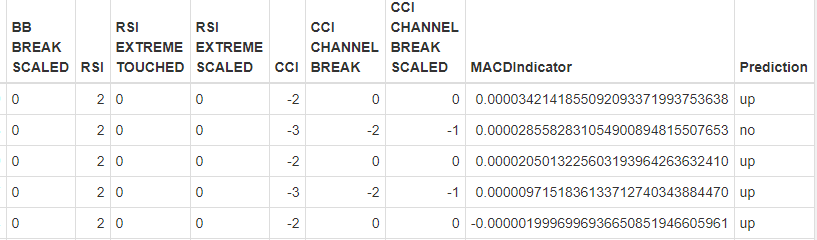 CCI
BB RSI RSI CCI CHANNEL
BREAK EXTREME EXTREME CHANNEL BREAK
SCALED RSI TOUCHED SCALED CCI BREAK SCALED MACDIndicator Prediction
0 2 0 0 -2 0 0 0.0000342141855092093371993753638 up
0 2 0 0 -3 -2 -1 0.0000285582831054900894815507653 no
0 2 0 0 -2 0 0 0.0000205013225603193964263632410 up
0 2 0 0 -3 -2 -1 0.0000097151836133712740343884470 up
0 2 0 0 -2 0 0 -0.0000019996996936650851946605961 up